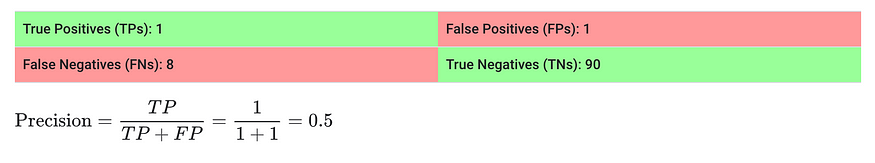 True Positives (TPs): 1
False Positives (FPs): 1
False Negatives (FNs): 8
True Negatives (TNs): 90
Precision = TP / (TP + FP) = 1 / (1 + 1) = 0.5